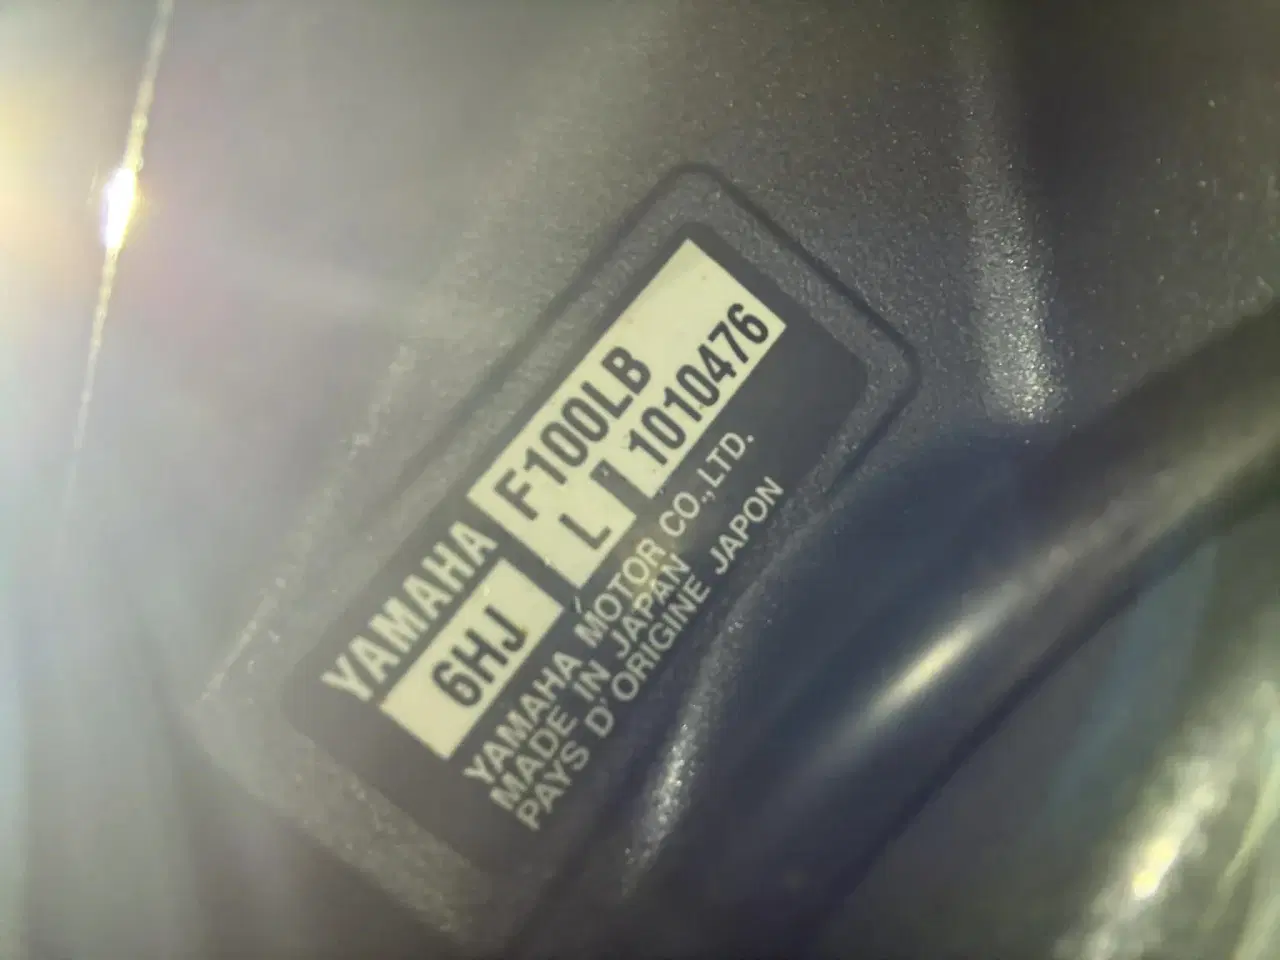 YAMAHA F100LB
6HJ L 1010476
YAMAHA MOTOR CO.,LTD.
MADE IN JAPAN
PAYS D'ORIGINE JAPON